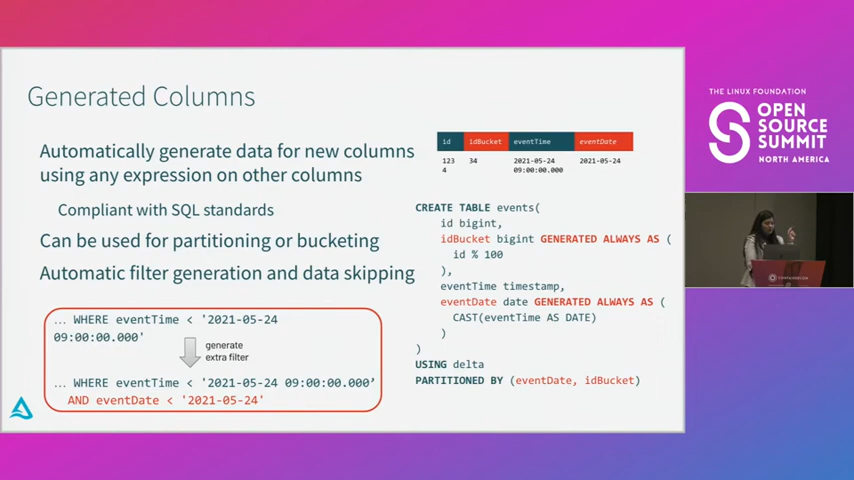 Generated Columns
Automatically generate data for new columns
using any expression on other columns
Compliant with SQL standards
Can be used for partitioning or bucketing
Automatic filter generation and data skipping
... WHERE eventTime < '2021-05-24
09:00:00.000'
generate
extra filter
... WHERE eventTime < '2021-05-24 09:00:00.000’
AND eventDate < '2021-05-24'
id idBucket eventTime eventDate
123 34 2021-05-24 2021-05-24
4 09:00:00.000
CREATE TABLE events(
id bigint,
idBucket bigint GENERATED ALWAYS AS (
id % 100
),
eventTime timestamp,
eventDate date GENERATED ALWAYS AS (
CAST(eventTime AS DATE)
)
)
USING delta
PARTITIONED BY (eventDate, idBucket)
THE LINUX FOUNDATION
OPEN
SOURCE
SUMMIT
NORTH AMERICA